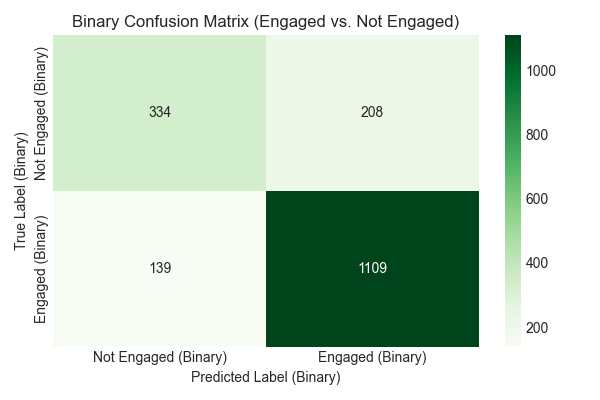 Binary Confusion Matrix (Engaged vs. Not Engaged)
True Label (Binary)
Not Engaged (Binary)
Engaged (Binary)
334
208
139
1109
Not Engaged (Binary)
Engaged (Binary)
Predicted Label (Binary)
1000
800
600
400
200